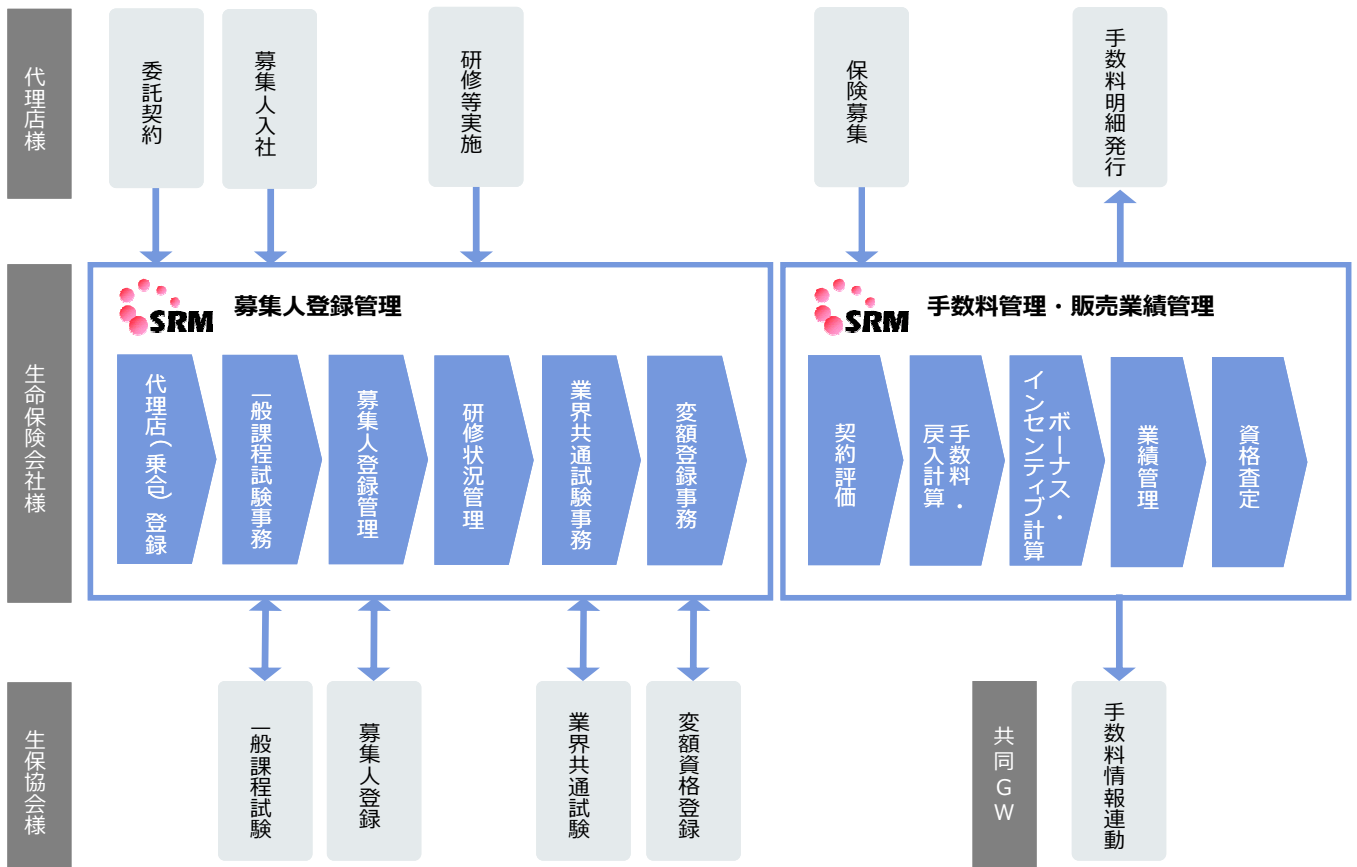 代理店様
委託契約
募集人入社
研修等実施
保険募集
手数料明細発行
生命保険会社様
SRM
募集人登録管理
代理店（乗合）登録
一般課程試験事務
募集人登録管理
研修状況管理
業界共通試験事務
変額登録事務
SRM
手数料管理・販売業績管理
契約評価
手数料・
戻入計算
ボーナス・
インセンティブ計算
業績管理
資格査定
生保協会様
一般課程試験
募集人登録
業界共通試験
変額資格登録
共同GW
手数料情報連動